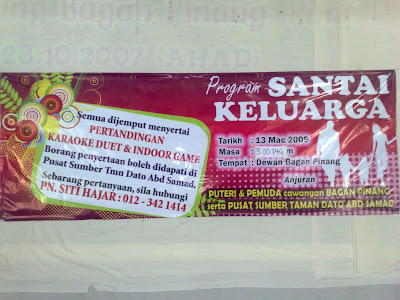 ng Bagan Pinang
23.10.2007 (AHAD)
Semua dijemput menyertai
PERTANDINGAN
KARAOKE DUET & INDOOR GAME
Borang penyertaan boleh didapati di
Pusat Sumber Tmn Dato Abd Samad.
Sebarang pertanyaan, sila hubungi
PN. SITI HAJAR : 012 - 342 1414
Program SANTAI
KELUARGA
Tarikh : 13 Mac 2009
Masa :
Tempat : Dewan Bagan Pinang
Anjuran
PUTERI & PEMUDA cawangan BAGAN PINANG
serta PUSAT SUMBER TAMAN DATO ABD SAMAD